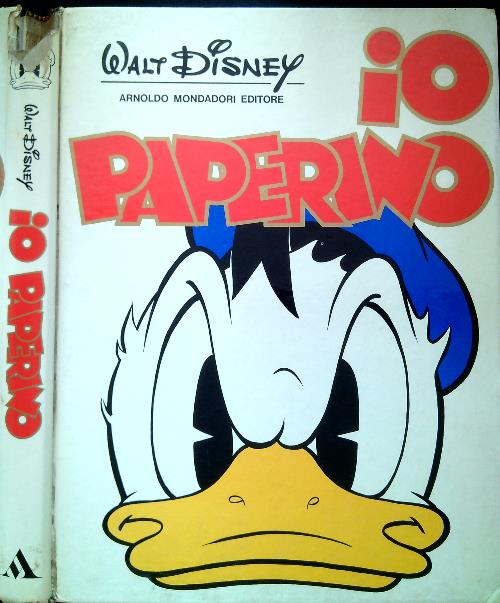 WALT DISNEY
ARNOLDO MONDADORI EDITORE
iO
PAPERINO
WALT DISNEY
iO PAPERINO